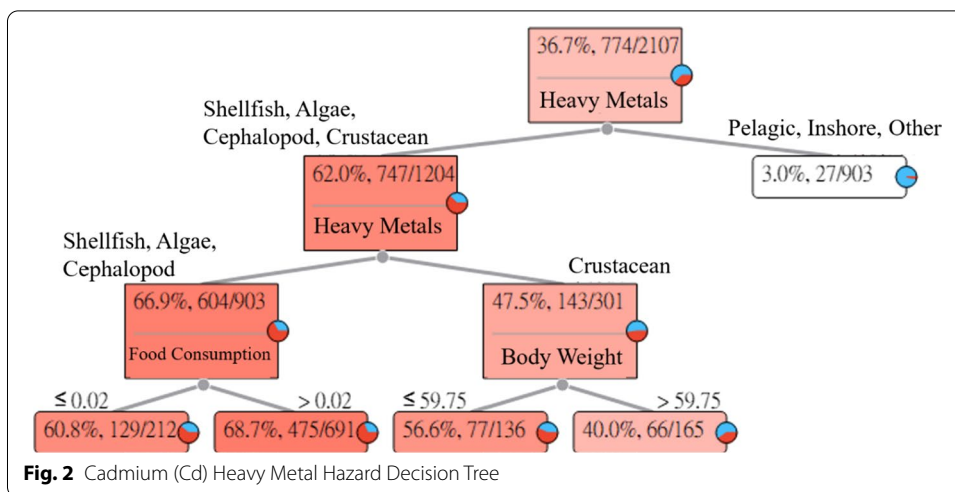 36.7%, 774/2107
Heavy Metals
Shellfish, Algae,
Cephalopod, Crustacean
Pelagic, Inshore, Other
62.0%, 747/1204
Heavy Metals
3.0%, 27/903
Shellfish, Algae,
Cephalopod
Crustacean
66.9%, 604/903
Food Consumption
47.5%, 143/301
Body Weight
≤ 0.02
> 0.02
≤ 59.75
> 59.75
60.8%, 129/212
68.7%, 475/691
56.6%, 77/136
40.0%, 66/165
Fig. 2 Cadmium (Cd) Heavy Metal Hazard Decision Tree